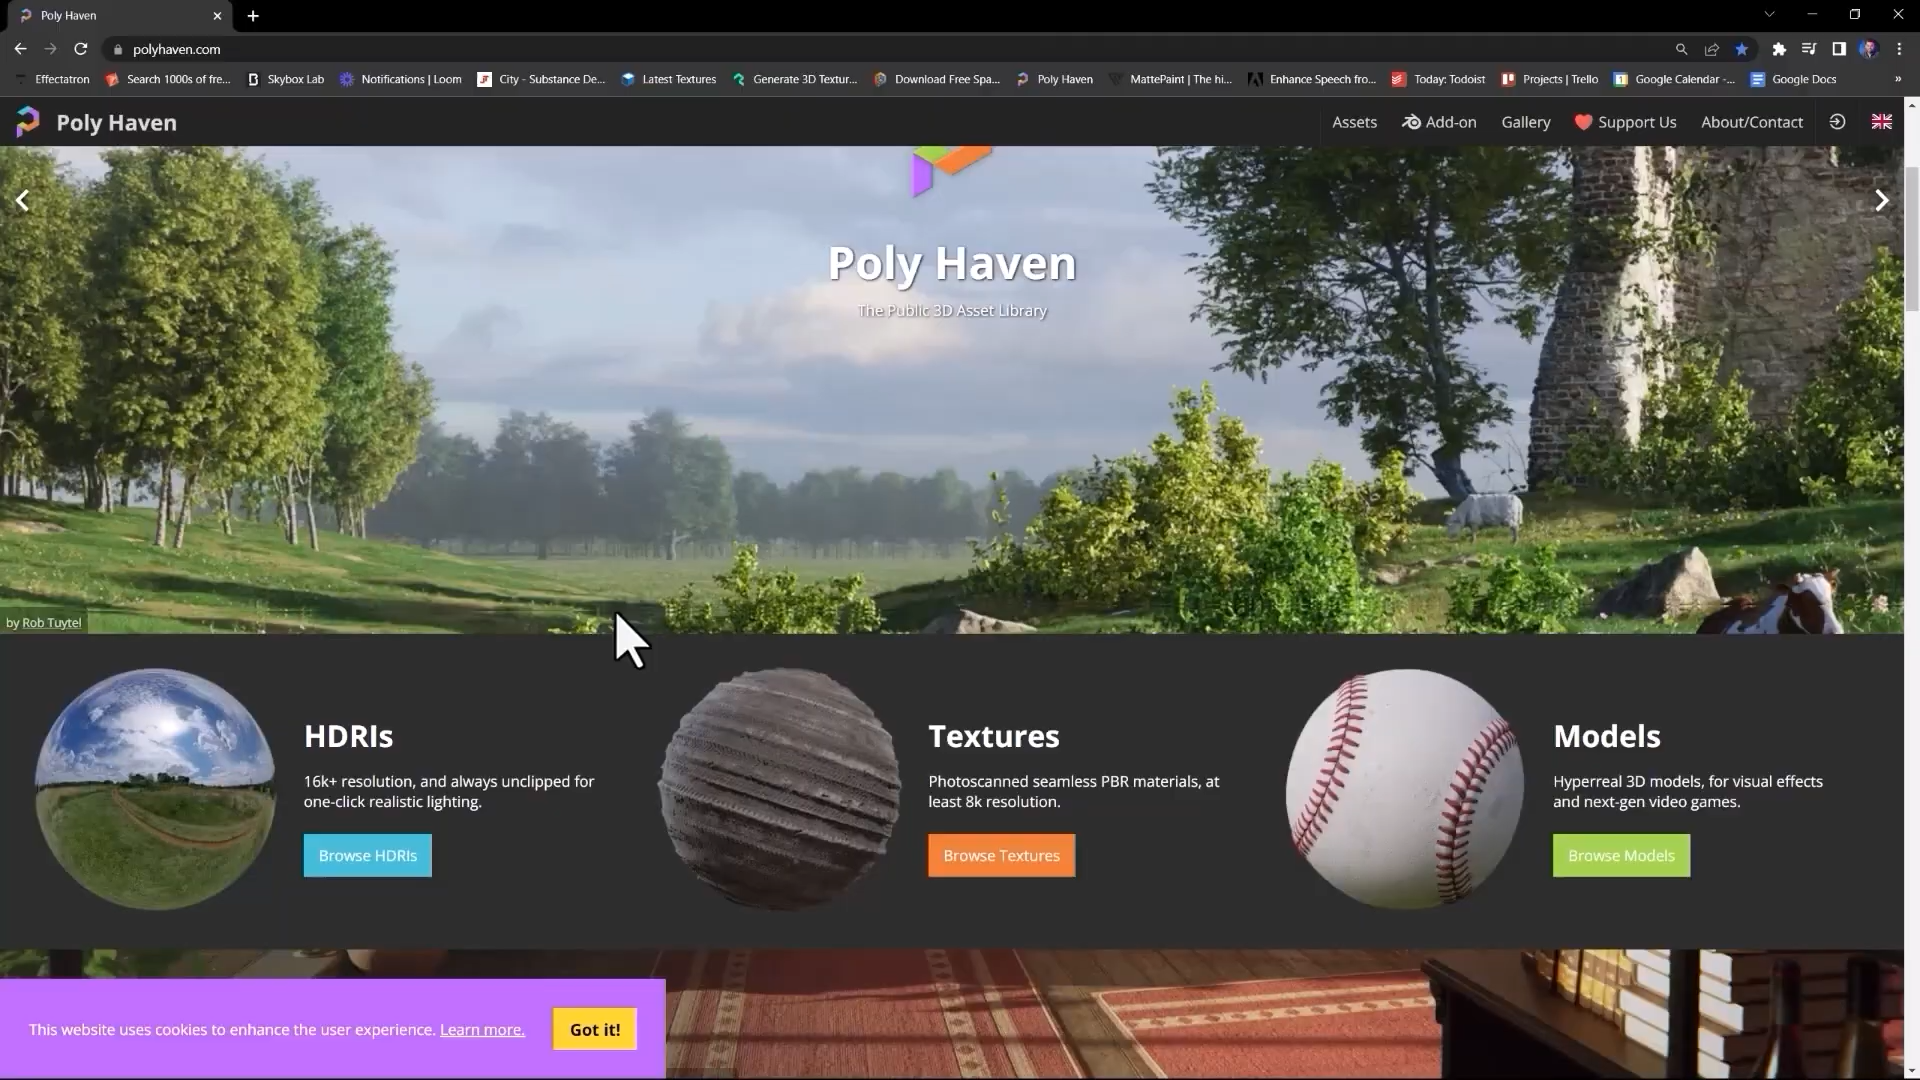 Poly Haven
polyhaven.com
Effectatron
Search 1000s of fre...
Skybox Lab
Notifications | Loom
City - Substance De...
Latest Textures
Generate 3D Textur...
Download Free Spa...
Poly Haven
MattePaint | The hi...
Enhance Speech fro...
Today: Todoist
Projects | Trello
Google Calendar -...
Google Docs
»
Poly Haven
Assets
Add-on
Gallery
Support Us
About/Contact
Poly Haven
The Public 3D Asset Library
by Rob Tuytel
HDRIs
16k+ resolution, and always unclipped for
one-click realistic lighting.
Browse HDRIs
Textures
Photoscanned seamless PBR materials, at
least 8k resolution.
Browse Textures
Models
Hyperreal 3D models, for visual effects
and next-gen video games.
Browse Models
This website uses cookies to enhance the user experience. Learn more.
Got it!